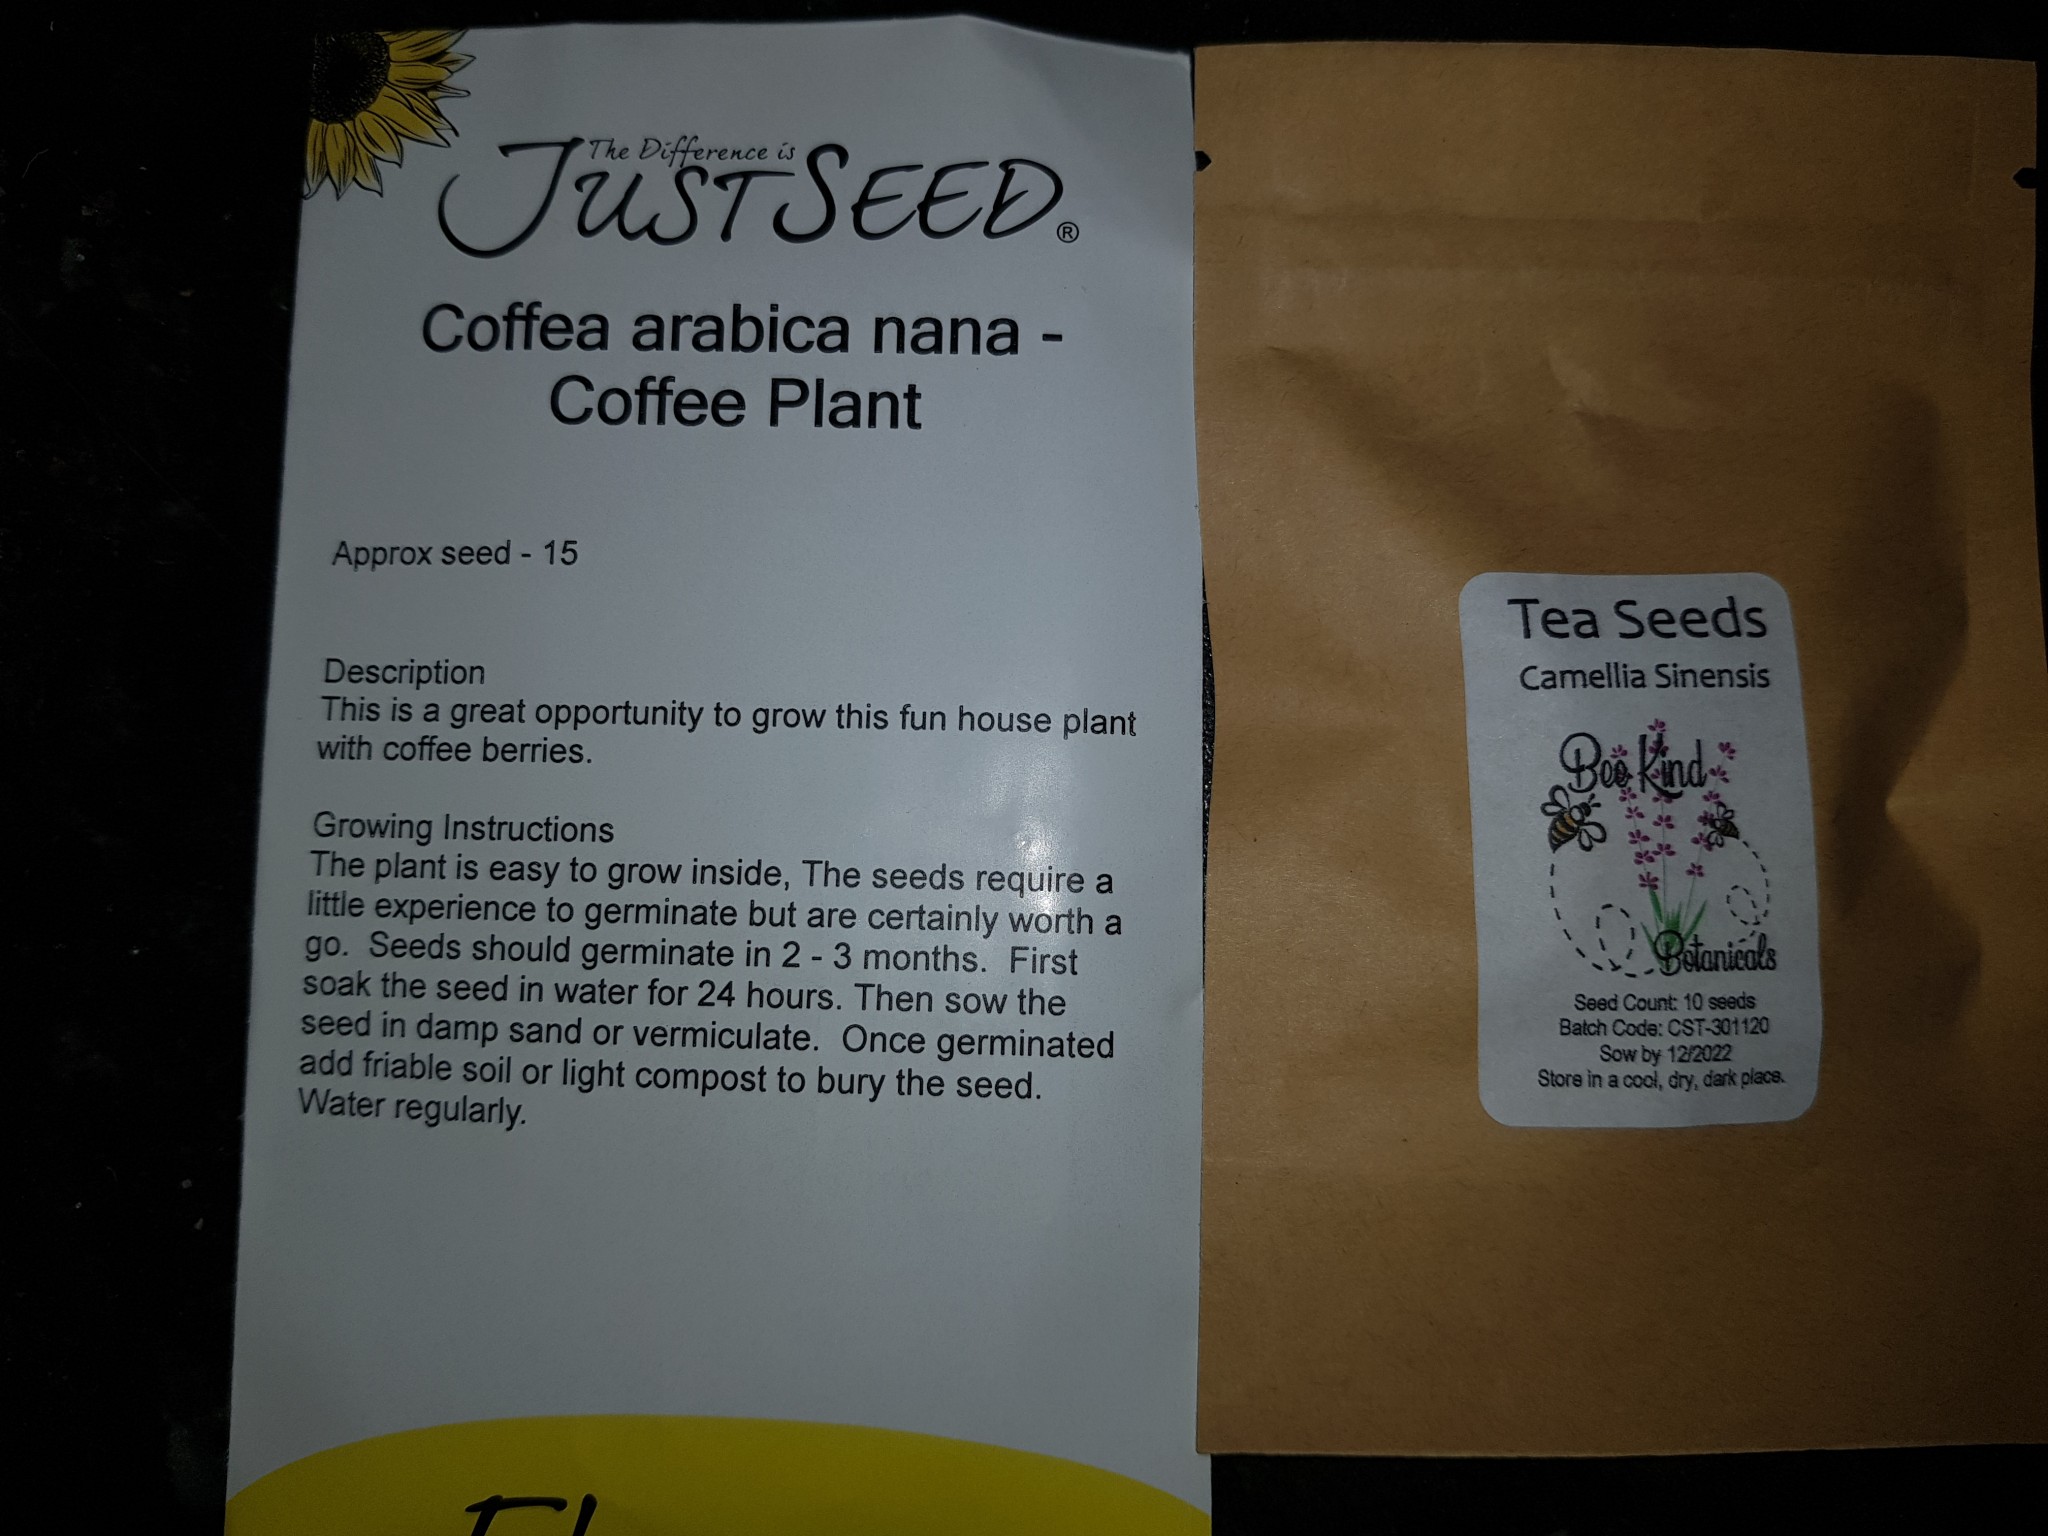 The Difference is
JUSTSEED®
Coffea arabica nana -
Coffee Plant
Approx seed - 15
Description
This is a great opportunity to grow this fun house plant
with coffee berries.
Growing Instructions
The plant is easy to grow inside, The seeds require a
little experience to germinate but are certainly worth a
go. Seeds should germinate in 2 - 3 months. First
soak the seed in water for 24 hours. Then sow the
seed in damp sand or vermiculate. Once germinated
add friable soil or light compost to bury the seed.
Water regularly.
Tea Seeds
Camellia Sinensis
Bee Kind
Botanicals
Seed Count: 10 seeds
Batch Code: CST-301120
Sow by 12/2022
Store in a cool, dry, dark place.